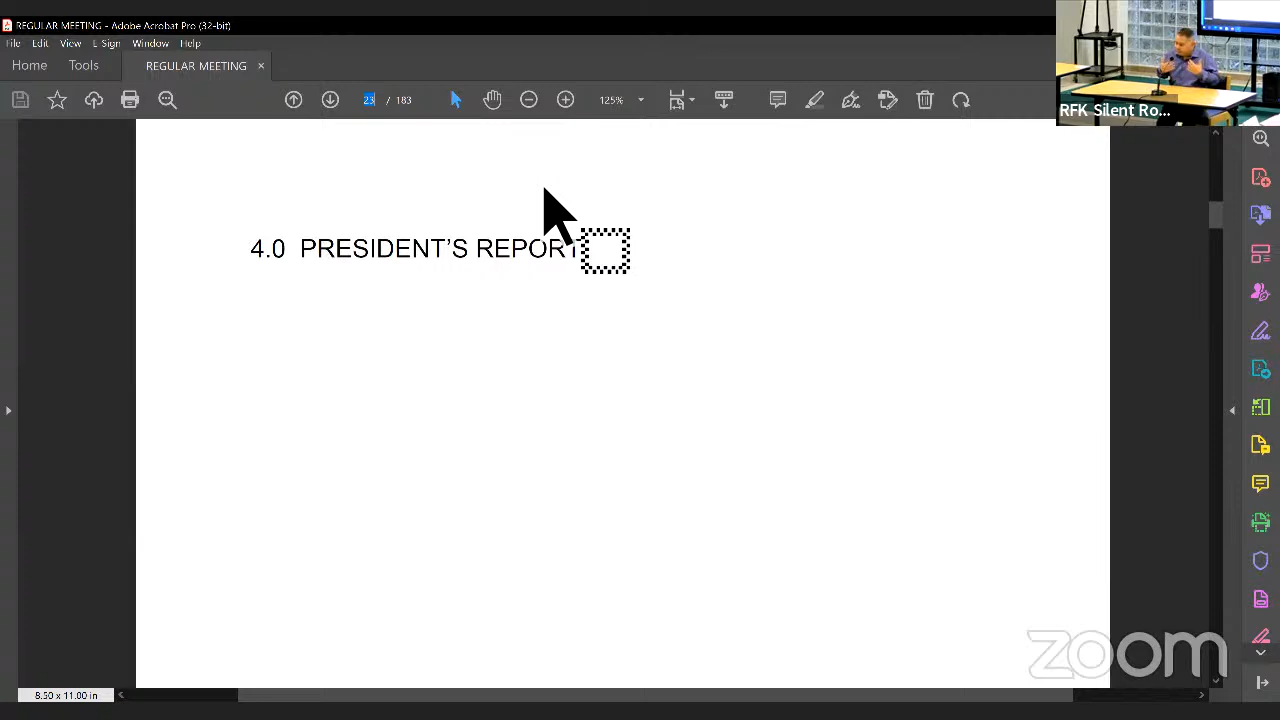 REGULAR MEETING - Adobe Acrobat Pro (32-bit)
File Edit View E-Sign Window Help
Home Tools REGULAR MEETING ×
23 / 183 125%
RFK Silent Ro...
4.0 PRESIDENT'S REPORT
zoom
8.50 x 11.00 in